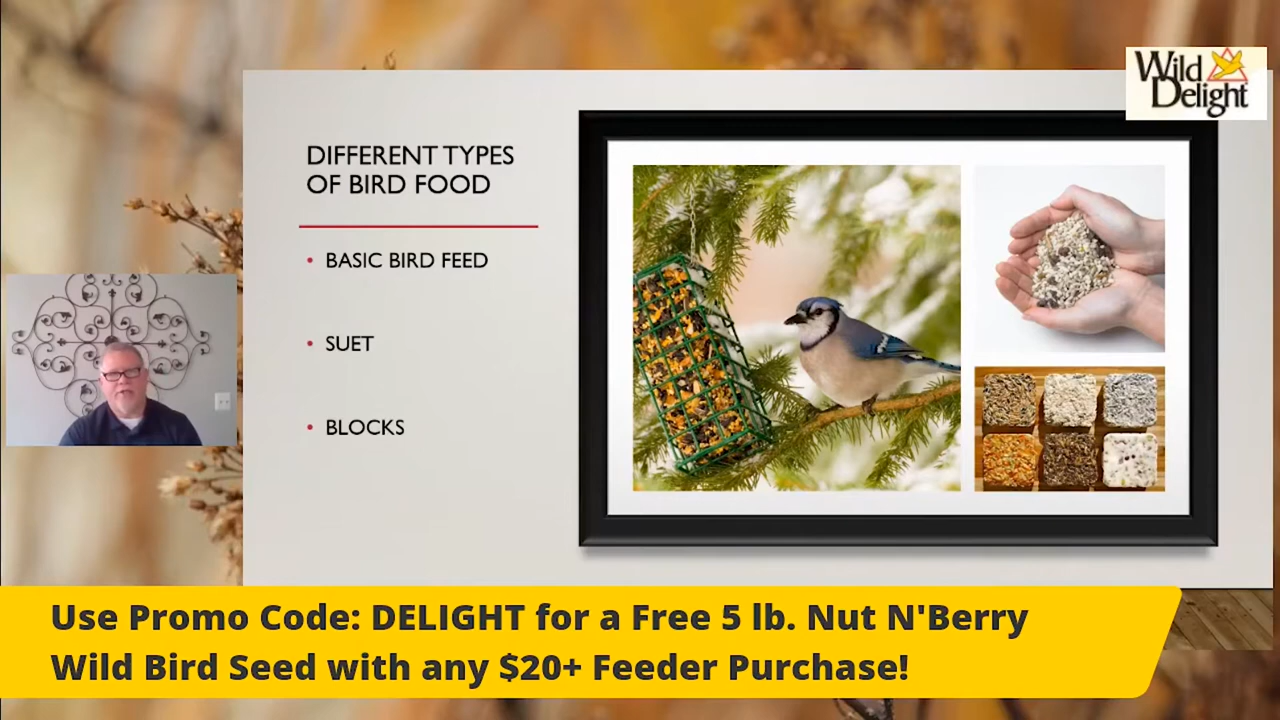 Wild
Delight
DIFFERENT TYPES
OF BIRD FOOD
• BASIC BIRD FEED
• SUET
• BLOCKS
Use Promo Code: DELIGHT for a Free 5 lb. Nut N'Berry
Wild Bird Seed with any $20+ Feeder Purchase!